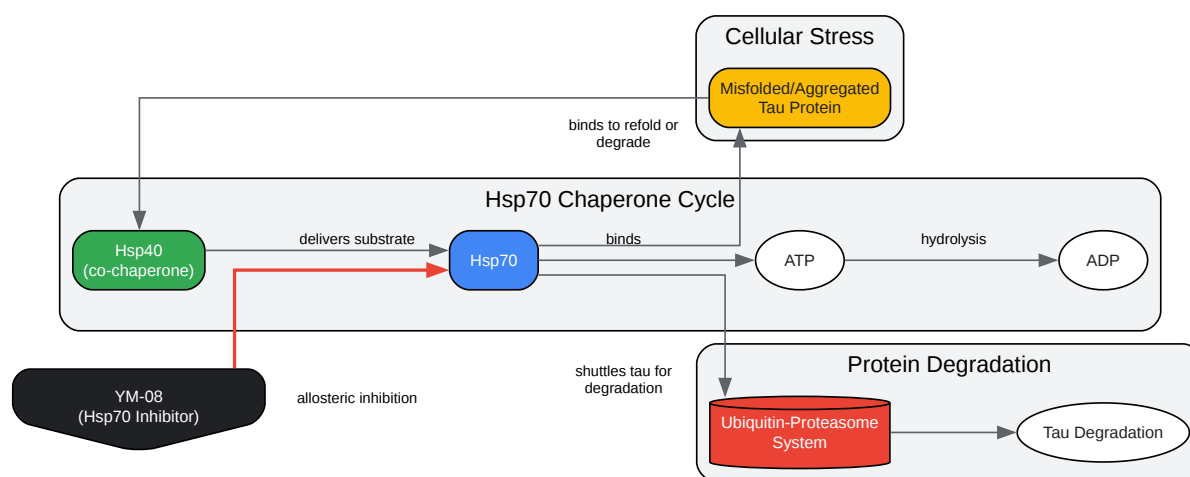 Cellular Stress
Misfolded/Aggregated
Tau Protein
binds to refold or
degrade
Hsp70 Chaperone Cycle
Hsp40
(co-chaperone)
delivers substrate
Hsp70
binds
ATP
hydrolysis
ADP
YM-08
(Hsp70 Inhibitor)
allosteric inhibition
shuttles tau for
degradation
Protein Degradation
Ubiquitin-Proteasome
System
Tau Degradation